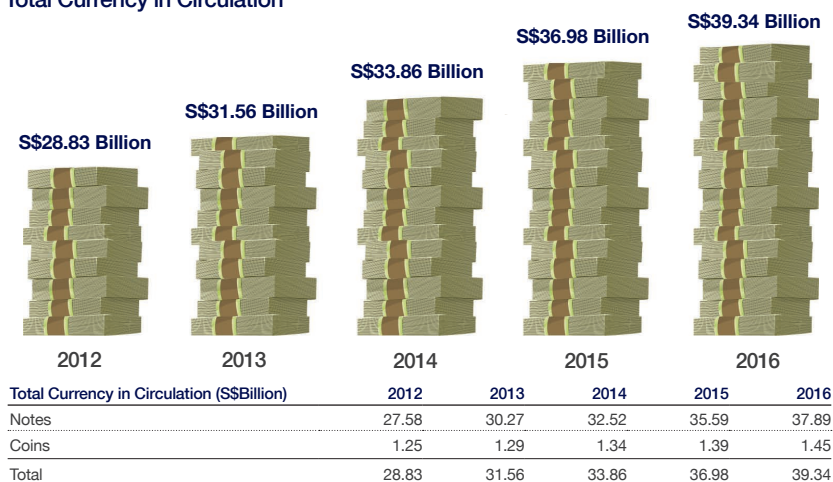 Total Currency in Circulation
S$28.83 Billion
S$31.56 Billion
S$33.86 Billion
S$36.98 Billion
S$39.34 Billion
2012 2013 2014 2015 2016
Total Currency in Circulation (S$Billion) 2012 2013 2014 2015 2016
Notes 27.58 30.27 32.52 35.59 37.89
Coins 1.25 1.29 1.34 1.39 1.45
Total 28.83 31.56 33.86 36.98 39.34